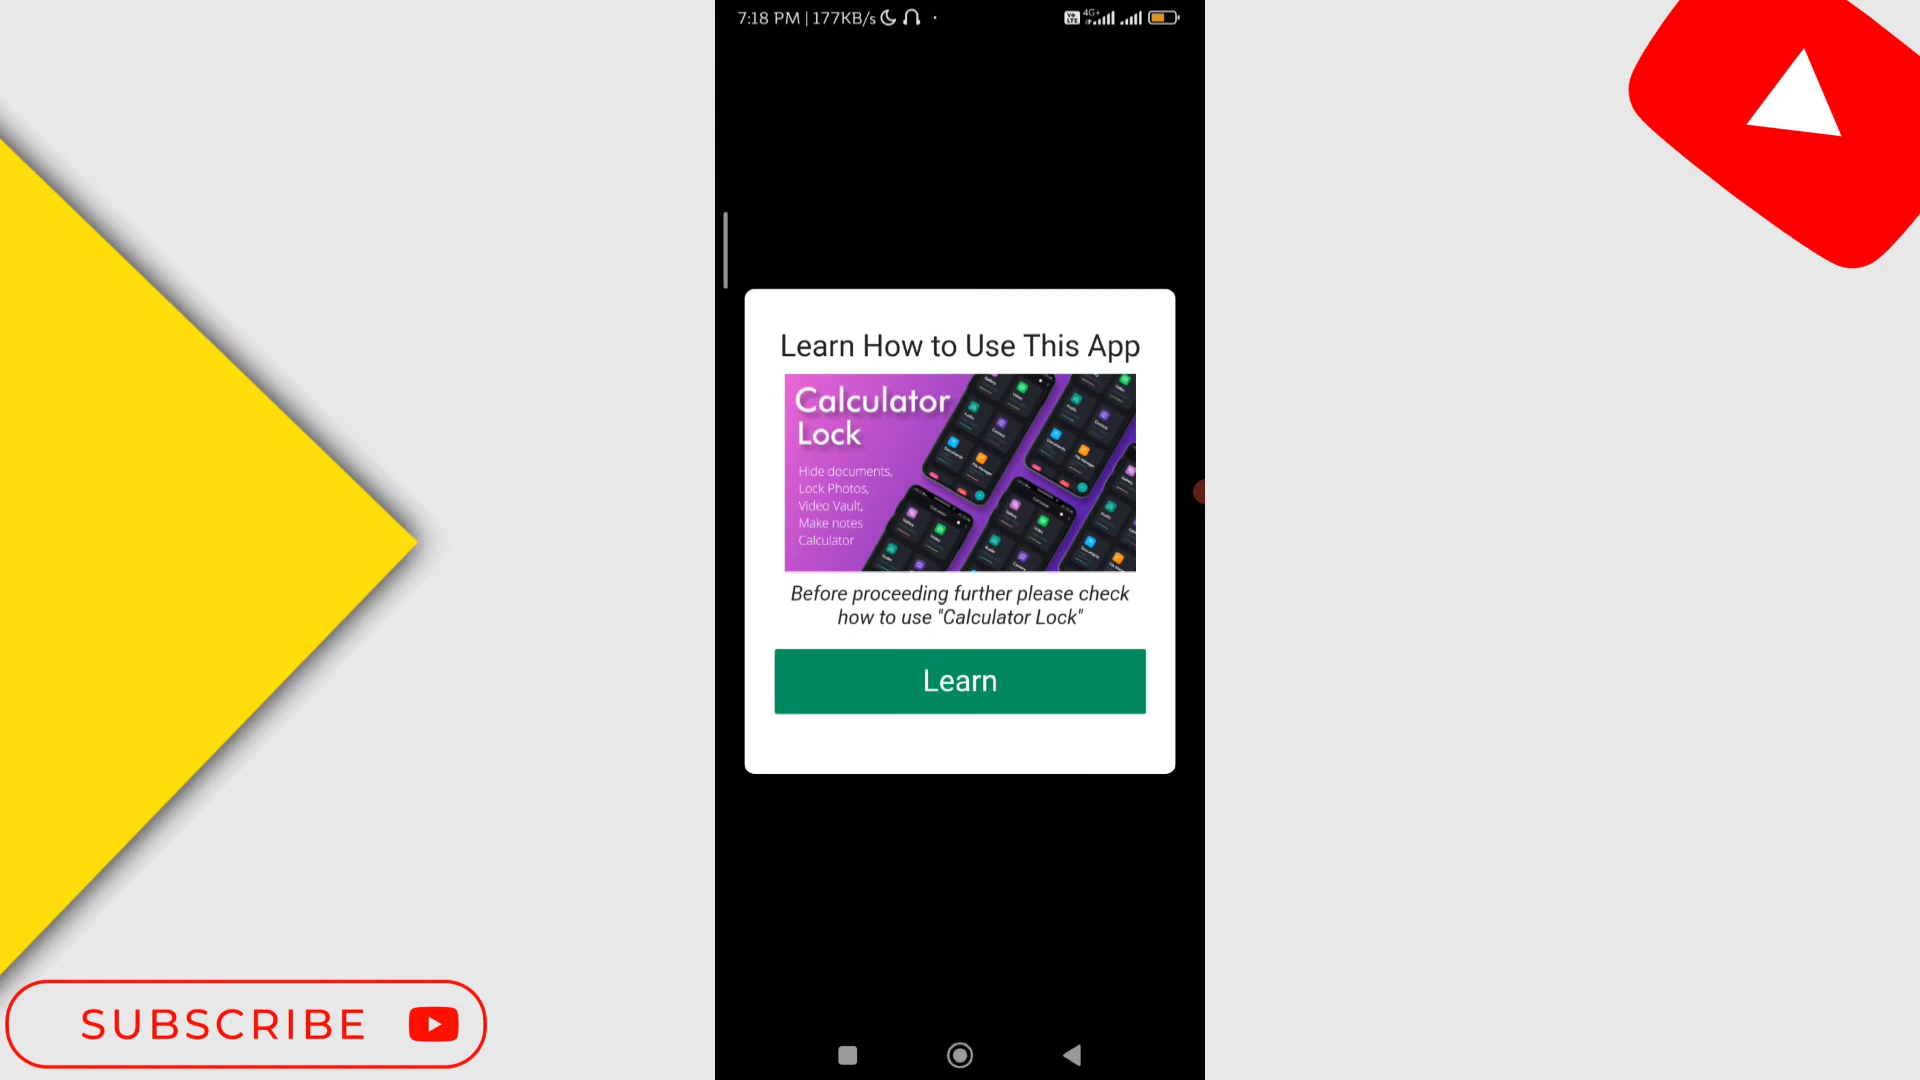 7:18 PM | 177KB/s
4G+
Learn How to Use This App
Calculator
Lock
Hide documents,
Lock Photos,
Video Vault,
Make notes
Calculator
Before proceeding further please check
how to use "Calculator Lock"
Learn
SUBSCRIBE